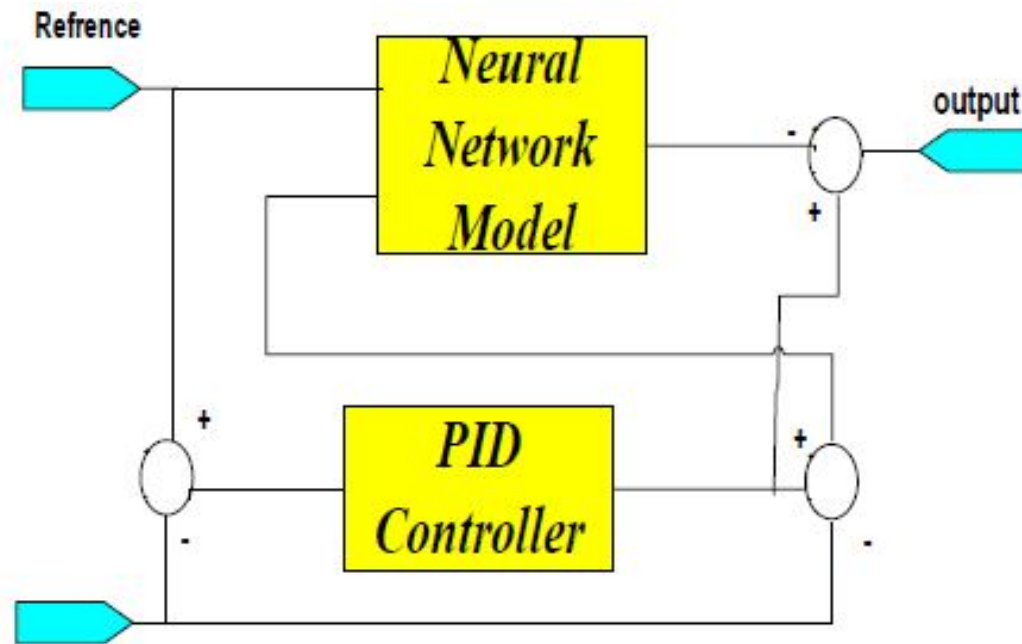 Refrence
Neural
Network
Model
output
-
+
+
PID
Controller
+
-
-